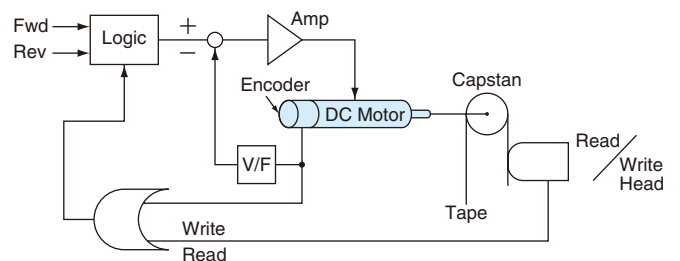 Fwd
Rev
Logic
+
−
Amp
Encoder
DC Motor
Capstan
Read
Write
Head
V/F
Tape
Write
Read